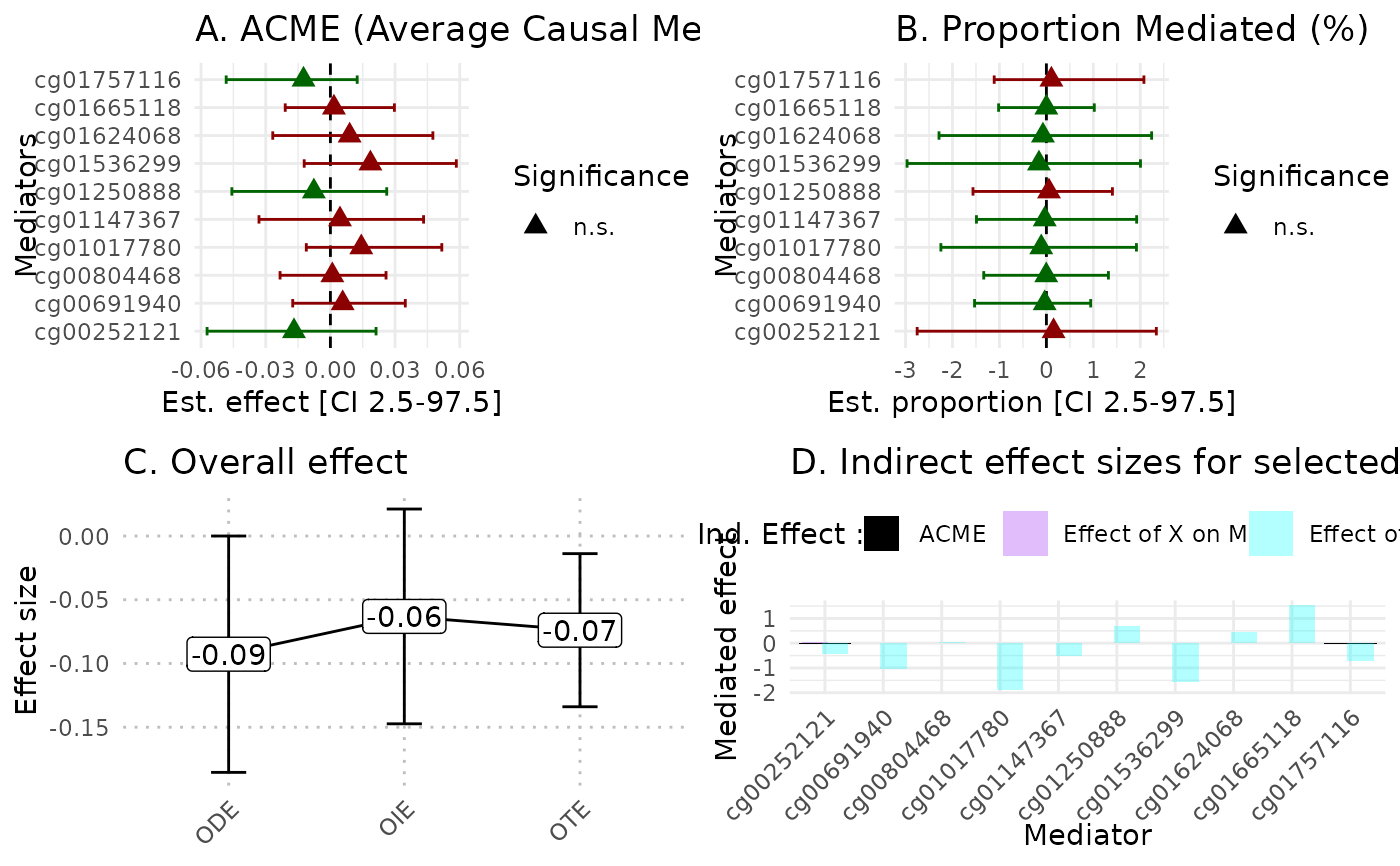 A. ACME (Average Causal Me
cg01757116
cg01665118
cg01624068
cg01536299
cg01250888
cg01147367
cg01017780
cg00804468
cg00691940
cg00252121
Mediators
-0.06 -0.03 0.00 0.03 0.06
Est. effect [CI 2.5-97.5]
Significance
n.s.
B. Proportion Mediated (%)
cg01757116
cg01665118
cg01624068
cg01536299
cg01250888
cg01147367
cg01017780
cg00804468
cg00691940
cg00252121
Mediators
-3 -2 -1 0 1 2
Est. proportion [CI 2.5-97.5]
Significance
n.s.
C. Overall effect
0.00
-0.05
-0.10
-0.15
Effect size
-0.09
-0.06
-0.07
ODE
OIE
OTE
D. Indirect effect sizes for selected
Ind. Effect : ACME Effect of X on M Effect of
Mediated effect
1
0
-1
-2
cg00252121
cg00691940
cg00804468
cg01017780
cg01147367
cg01250888
cg01536299
cg01624068
cg01665118
cg01757116
Mediator